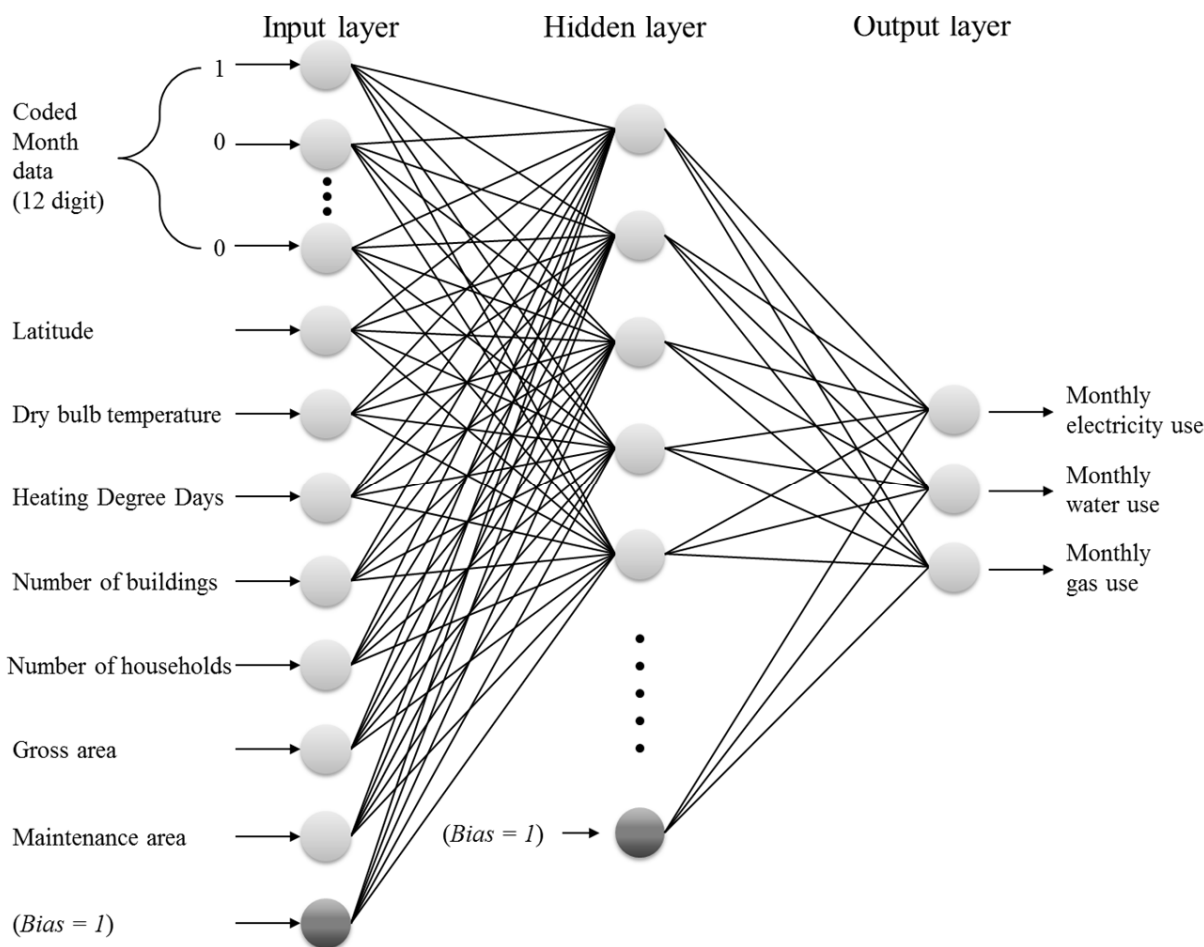 Input layer
Hidden layer
Output layer
1
Coded
Month
data
(12 digit)
0
0
Latitude
Dry bulb temperature
Heating Degree Days
Number of buildings
Number of households
Gross area
Maintenance area
(Bias = 1)
(Bias = 1)
Monthly
electricity use
Monthly
water use
Monthly
gas use